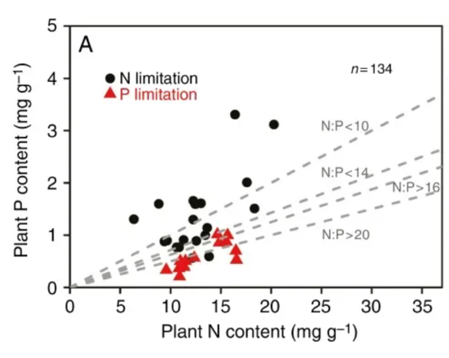 A
n=134
N limitation
P limitation
N:P<10
N:P<14
N:P>16
N:P>20
Plant P content (mg g⁻¹)
5
4
3
2
1
0
0 5 10 15 20 25 30 35
Plant N content (mg g⁻¹)